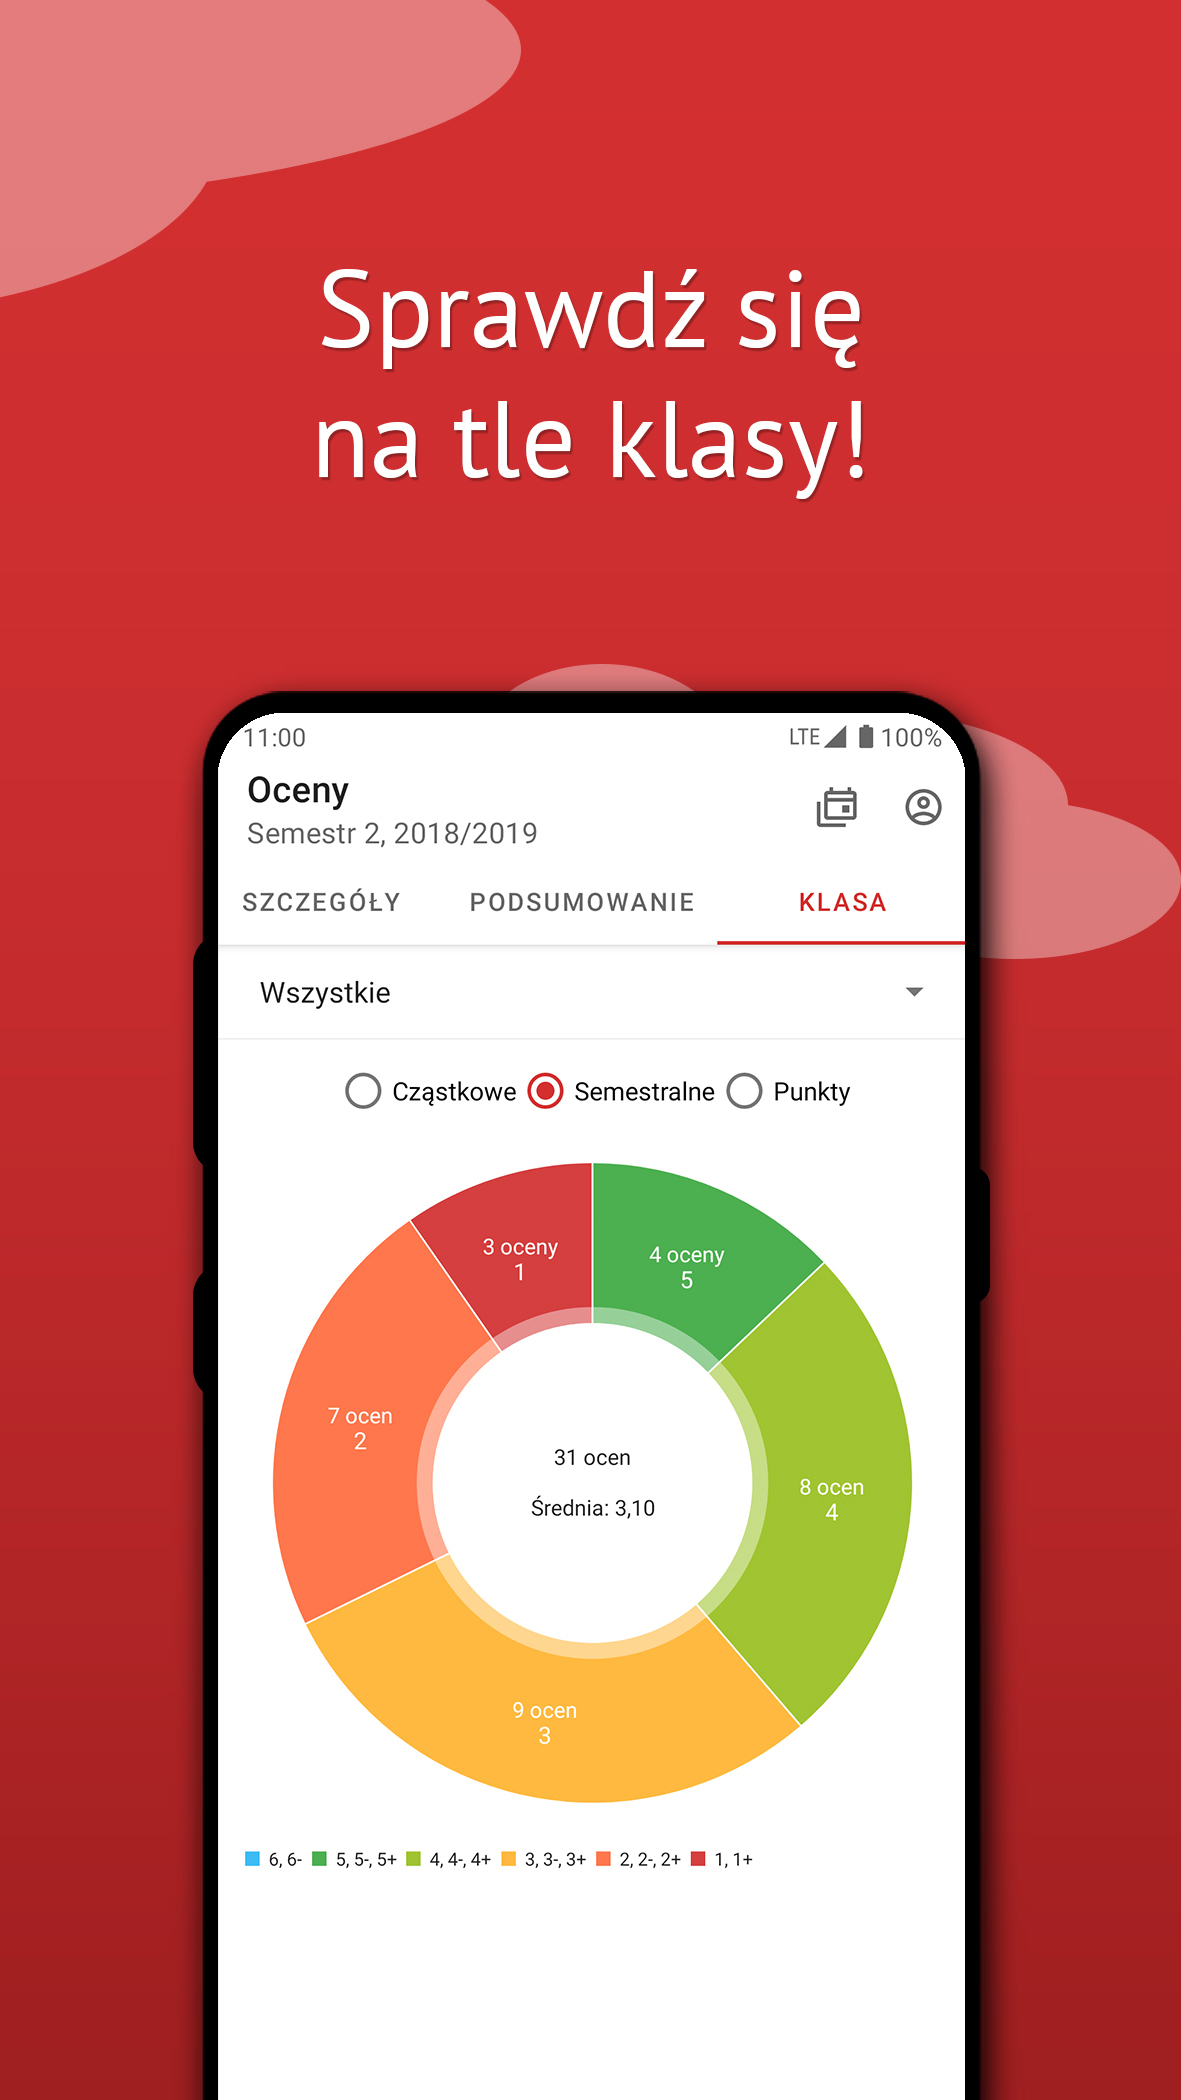 Sprawdź się
na tle klasy!
11:00 LTE 100%
Oceny
Semestr 2, 2018/2019
SZCZEGÓŁY PODSUMOWANIE KLASA
Wszystkie
Cząstkowe Semestralne Punkty
3 oceny
1
4 oceny
5
7 ocen
2
31 ocen
Średnia: 3,10
8 ocen
4
9 ocen
3
6, 6- 5, 5-, 5+ 4, 4-, 4+ 3, 3-, 3+ 2, 2-, 2+ 1, 1+